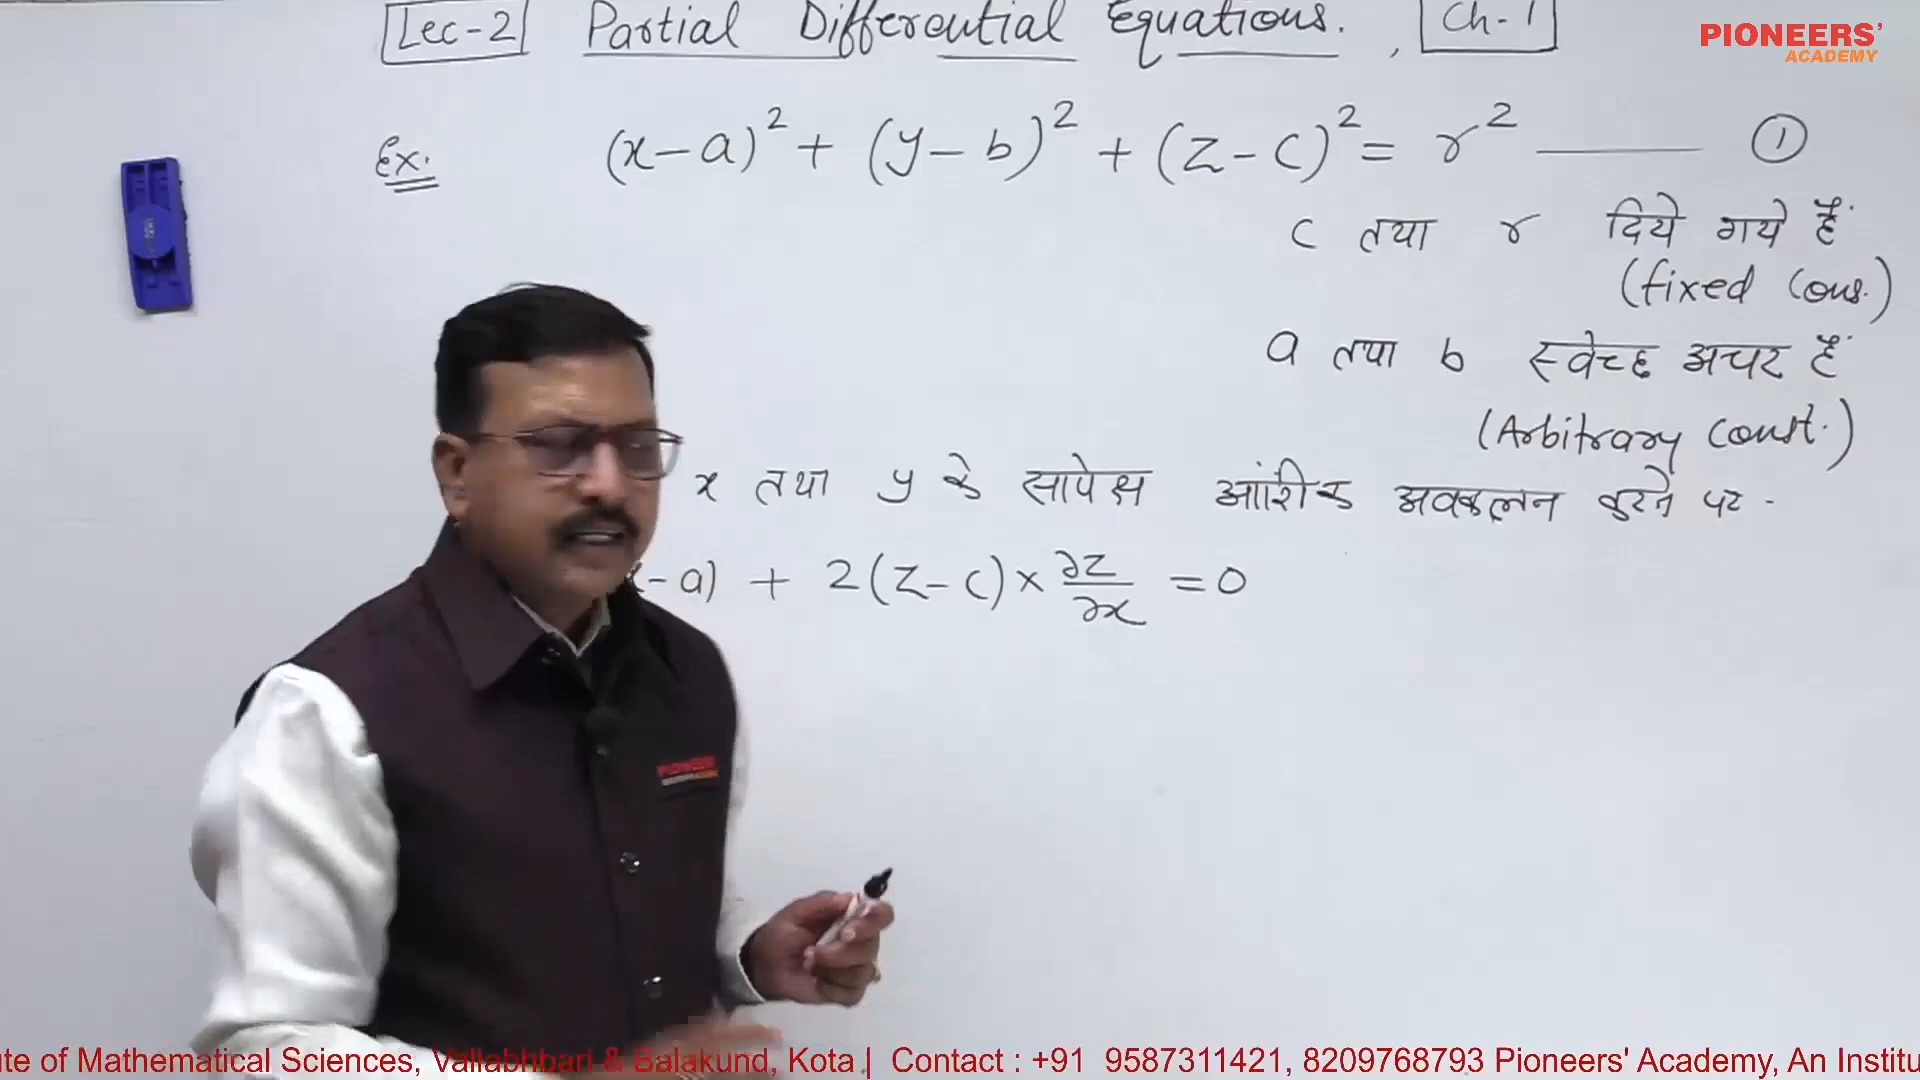 Lec-2 Partial Differential Equations. , Ch-1
PIONEERS'
ACADEMY
Ex. (x-a)² + (y-b)² + (z-c)² = r² —— ①
c तथा r दिये गये हैं
(fixed Cons.)
a तथा b स्वेच्छ अचर हैं
(Arbitrary Const.)
x तथा y के सापेक्ष आंशिक अवकलन करने पर -
-a) + 2(z-c)× ∂z/∂x = 0
PIONEERS
ute of Mathematical Sciences, Vallabhbari & Balakund, Kota | Contact : +91 9587311421, 8209768793 Pioneers' Academy, An Institu